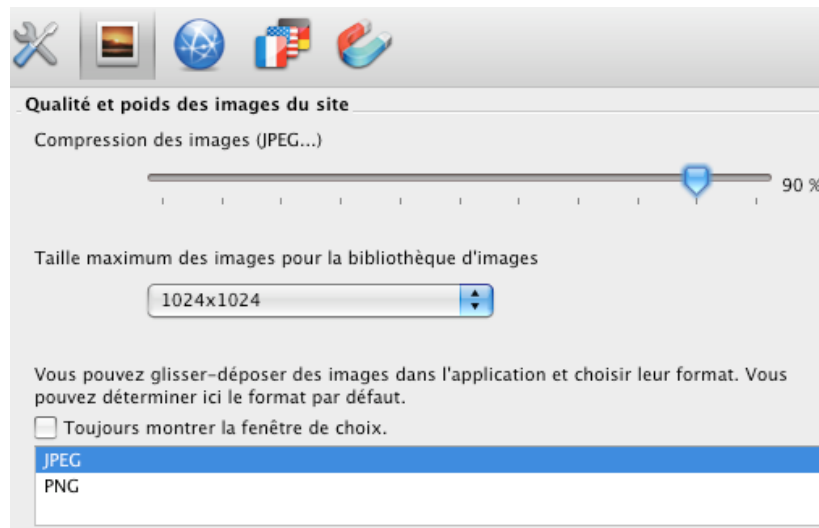 Qualité et poids des images du site
Compression des images (JPEG...)
90 %
Taille maximum des images pour la bibliothèque d'images
1024x1024
Vous pouvez glisser-déposer des images dans l'application et choisir leur format. Vous
pouvez déterminer ici le format par défaut.
Toujours montrer la fenêtre de choix.
JPEG
PNG